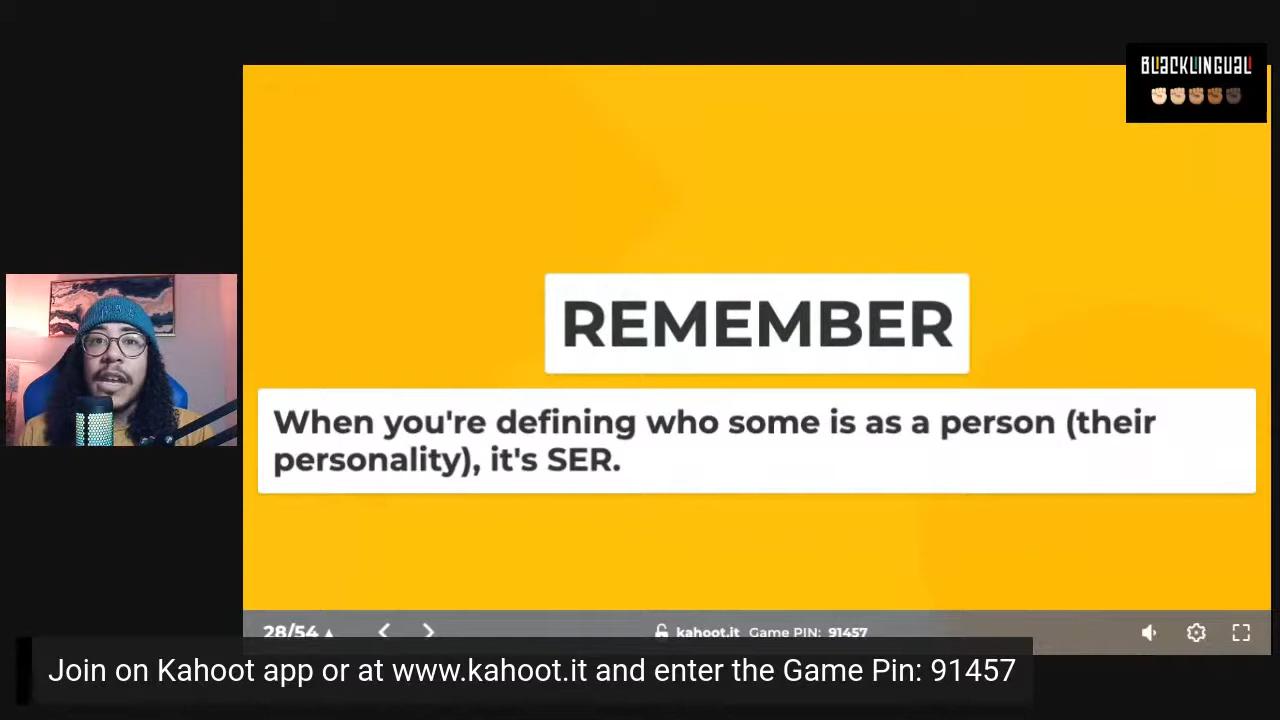 BLACKLINGUAL
REMEMBER
When you're defining who some is as a person (their
personality), it's SER.
28/54
kahoot.it Game PIN: 91457
Join on Kahoot app or at www.kahoot.it and enter the Game Pin: 91457